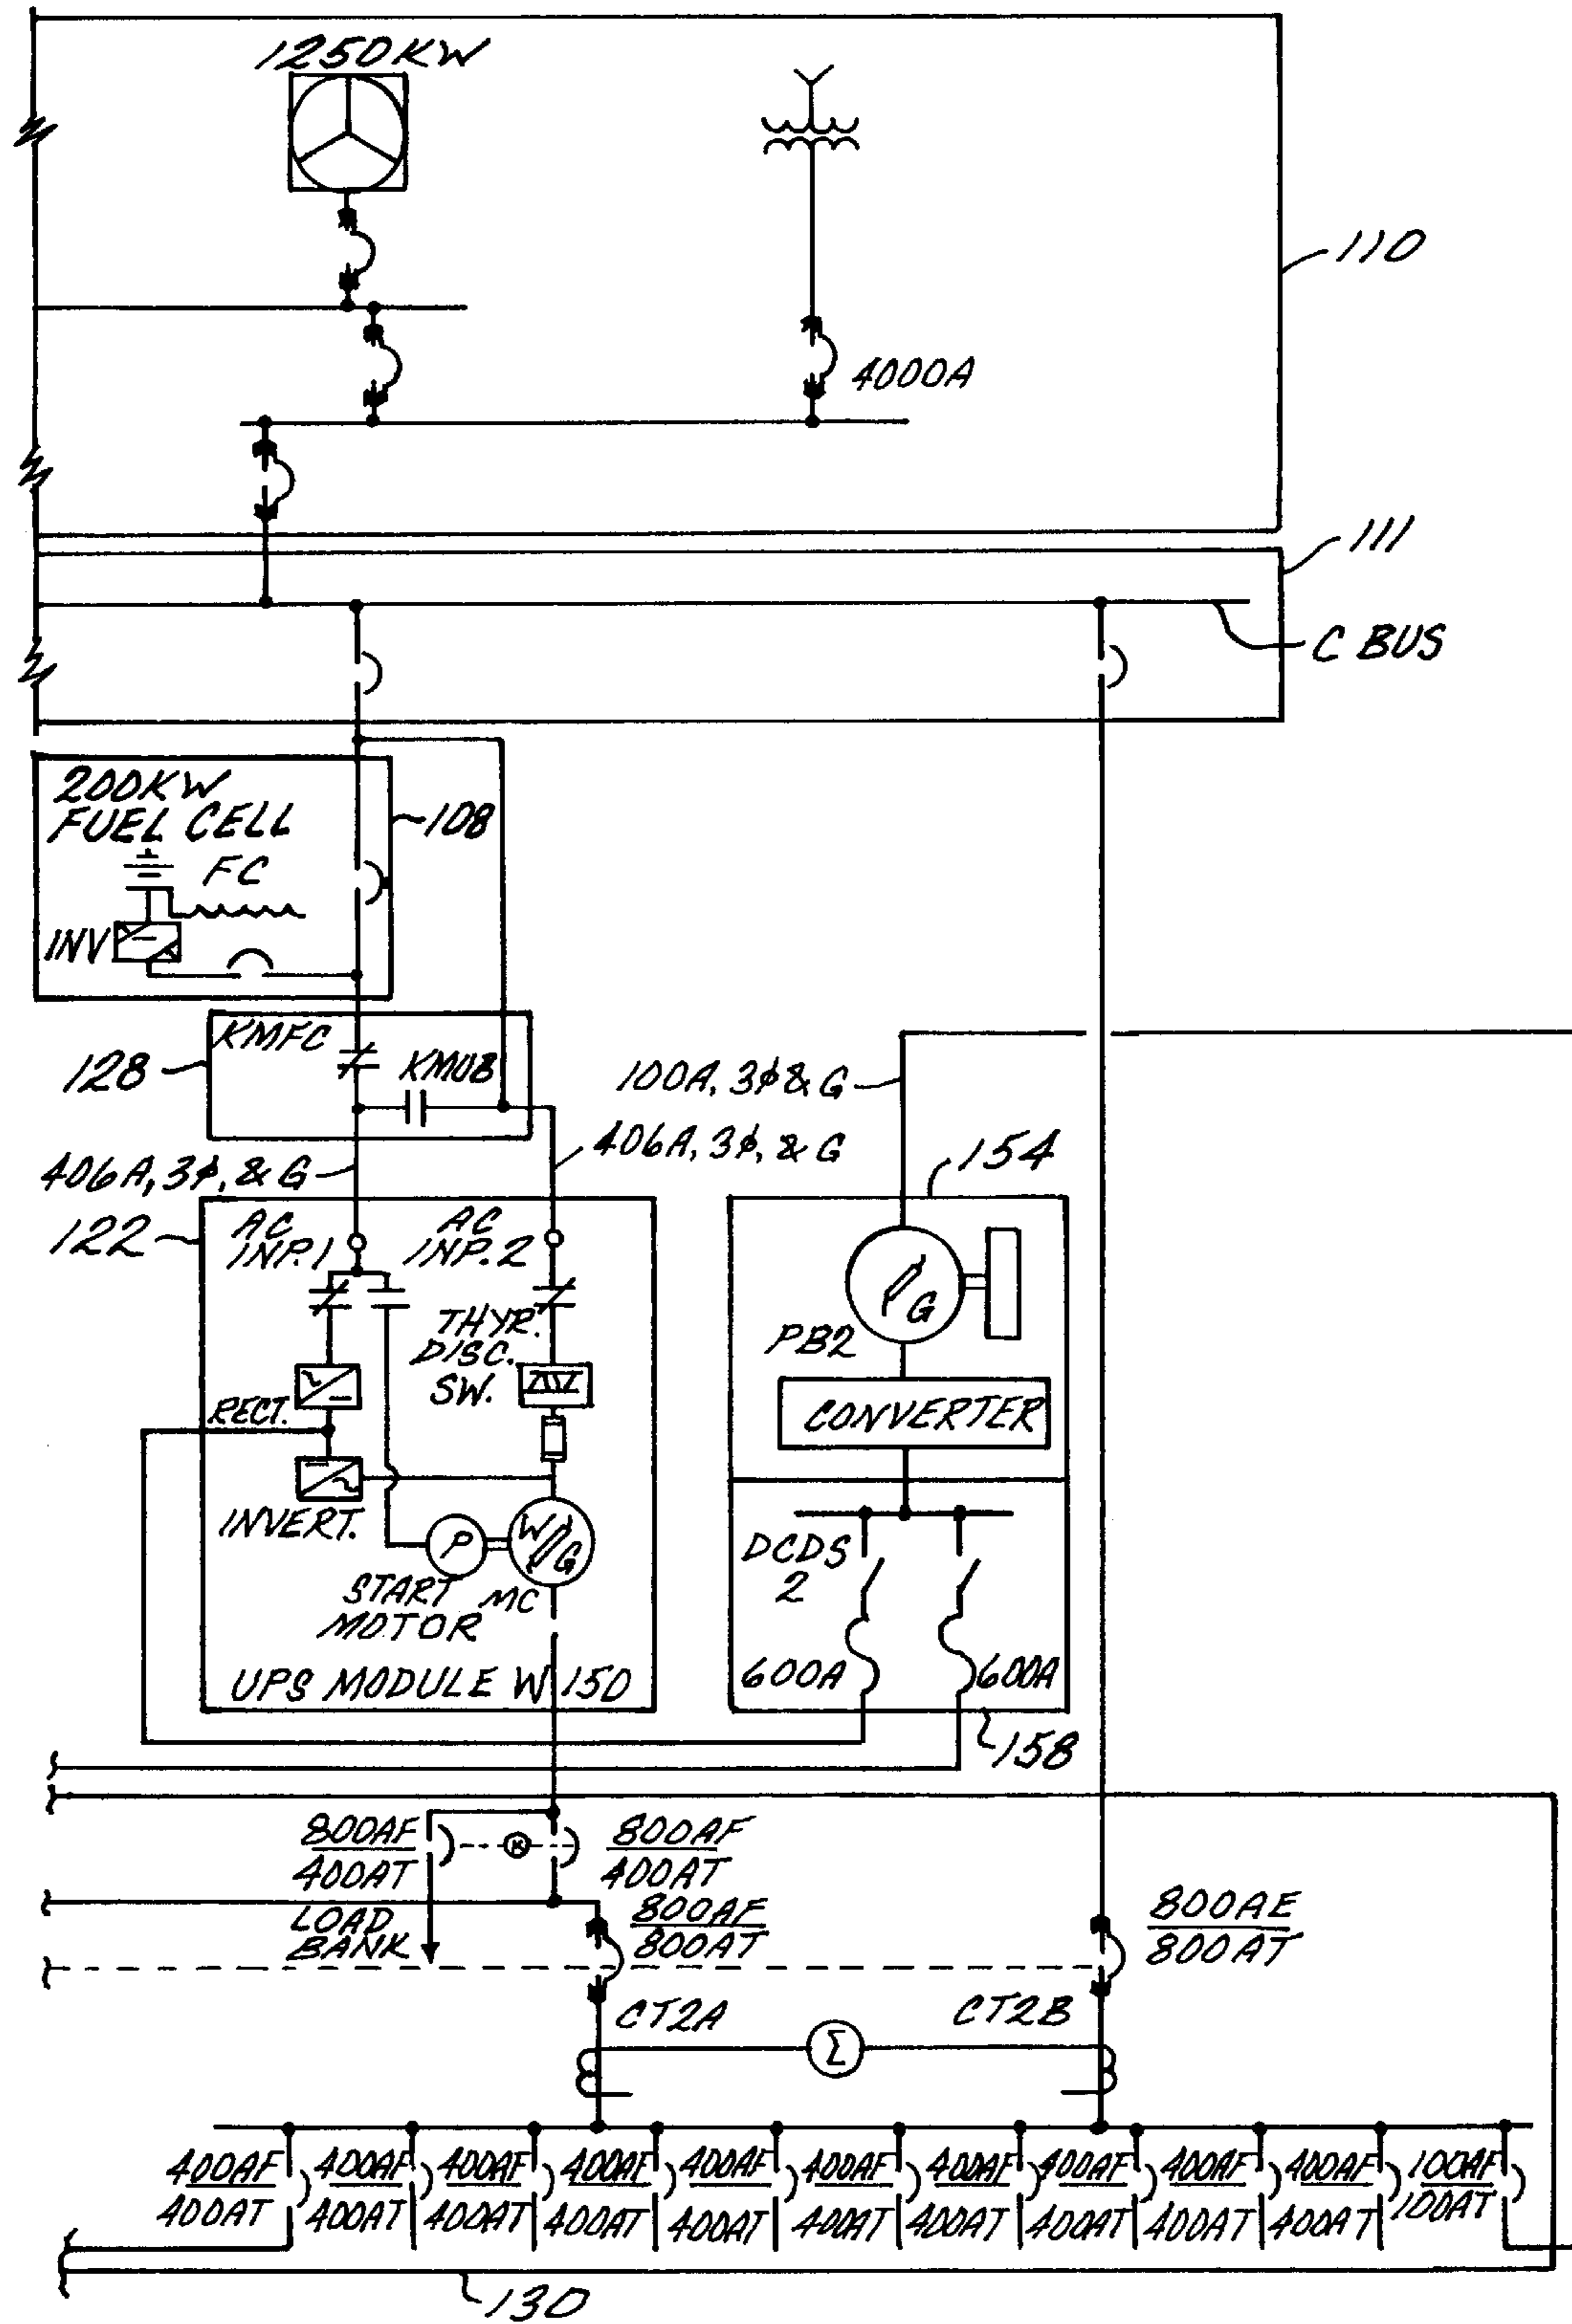 1250KW
110
4000A
111
C BUS
200KW
FUEL CELL
108
FC
INV
KMFC
128
KMUB
100A, 3φ & G
406A, 3φ, & G
406A, 3φ, & G
154
122
AC
INP.1
AC
INP. 2
THYR.
DISC.
SW.
G
PB2
RECT.
CONVERTER
INVERT.
P
W
G
START
MOTOR
MC
DCDS
2
600A
600A
UPS MODULE W 150
158
800AF
400AT
K
800AF
400AT
LOAD
BANK
800AF
800AT
800AE
800AT
CT2A
CT2B
Σ
400AF
400AT
400AF
400AT
400AF
400AT
400AF
400AT
400AF
400AT
400AF
400AT
400AF
400AT
400AF
400AT
400AF
400AT
400AF
400AT
100AF
100AT
130